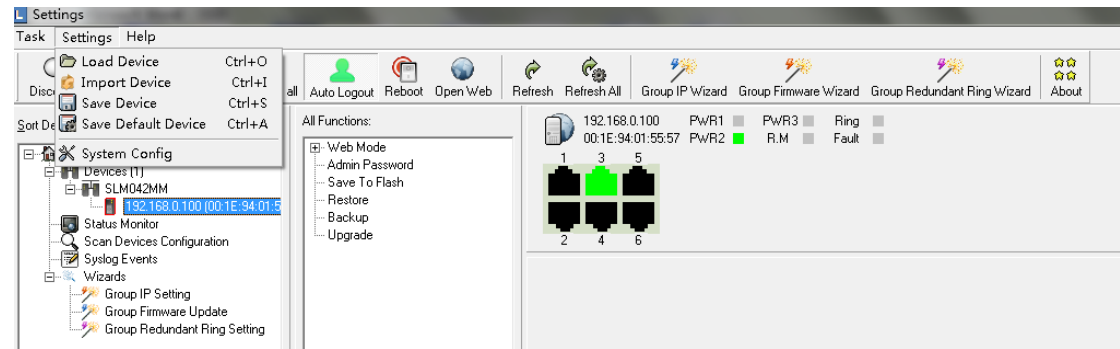 Settings
Task Settings Help
Load Device Ctrl+O
Import Device Ctrl+I
Save Device Ctrl+S
Save Default Device Ctrl+A
System Config
all Auto Logout Reboot Open Web Refresh Refresh All Group IP Wizard Group Firmware Wizard Group Redundant Ring Wizard About
Devices (1)
SLM042MM
192.168.0.100 (00:1E:94:01:5
Status Monitor
Scan Devices Configuration
Syslog Events
Wizards
Group IP Setting
Group Firmware Update
Group Redundant Ring Setting
All Functions:
Web Mode
Admin Password
Save To Flash
Restore
Backup
Upgrade
192.168.0.100 PWR1 PWR3 Ring
00:1E:94:01:55:57 PWR2 R.M Fault
1 3 5
2 4 6